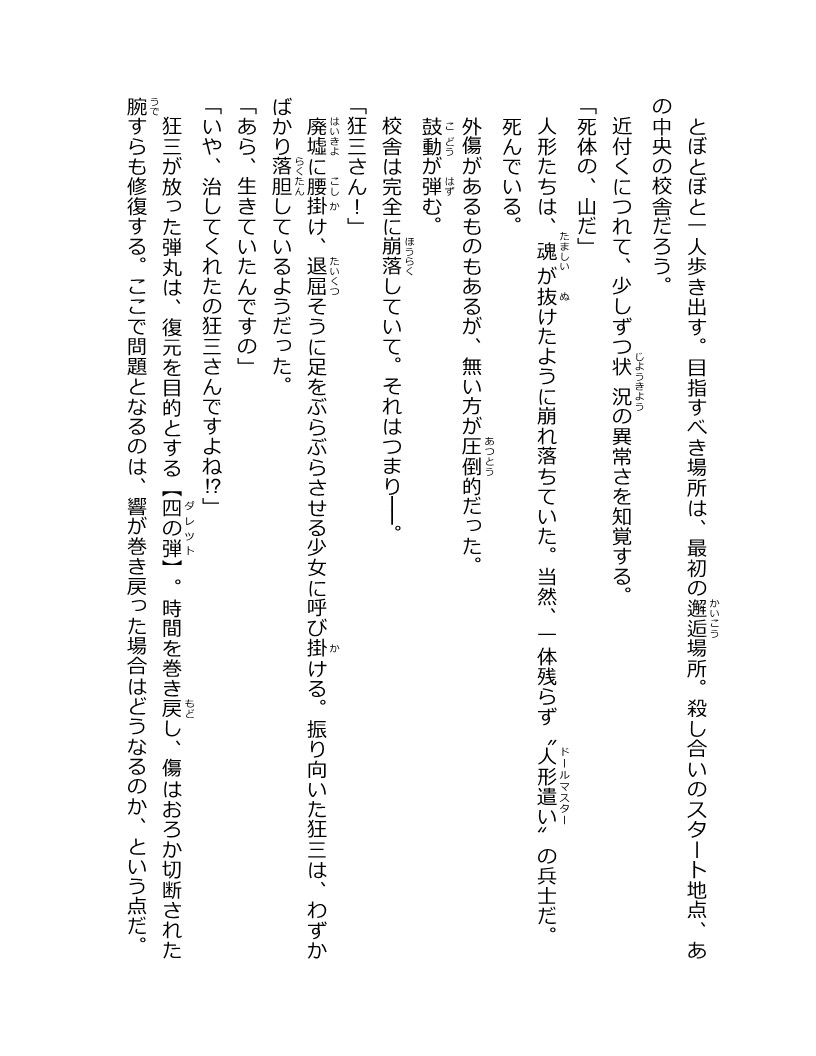 とぼとぼと一人歩き出す。目指すべき場所は、最初の邂逅場所。殺し合いのスタート地点、あ
の中央の校舎だろう。
近付くにつれて、少しずつ状況の異常さを知覚する。
「死体の、山だ」
人形たちは、魂が抜けたように崩れ落ちていた。当然、一体残らず〝人形遣い〟の兵士だ。
死んでいる。
外傷があるものもあるが、無い方が圧倒的だった。
鼓動が弾む。
校舎は完全に崩落していて。それはつまり――。
「狂三さん!」
廃墟に腰掛け、退屈そうに足をぶらぶらさせる少女に呼び掛ける。振り向いた狂三は、わずか
ばかり落胆しているようだった。
「あら、生きていたんですの」
「いや、治してくれたの狂三さんですよね!?」
狂三が放った弾丸は、復元を目的とする【四の弾】。時間を巻き戻し、傷はおろか切断された
腕すらも修復する。ここで問題となるのは、響が巻き戻った場合はどうなるのか、という点だ。